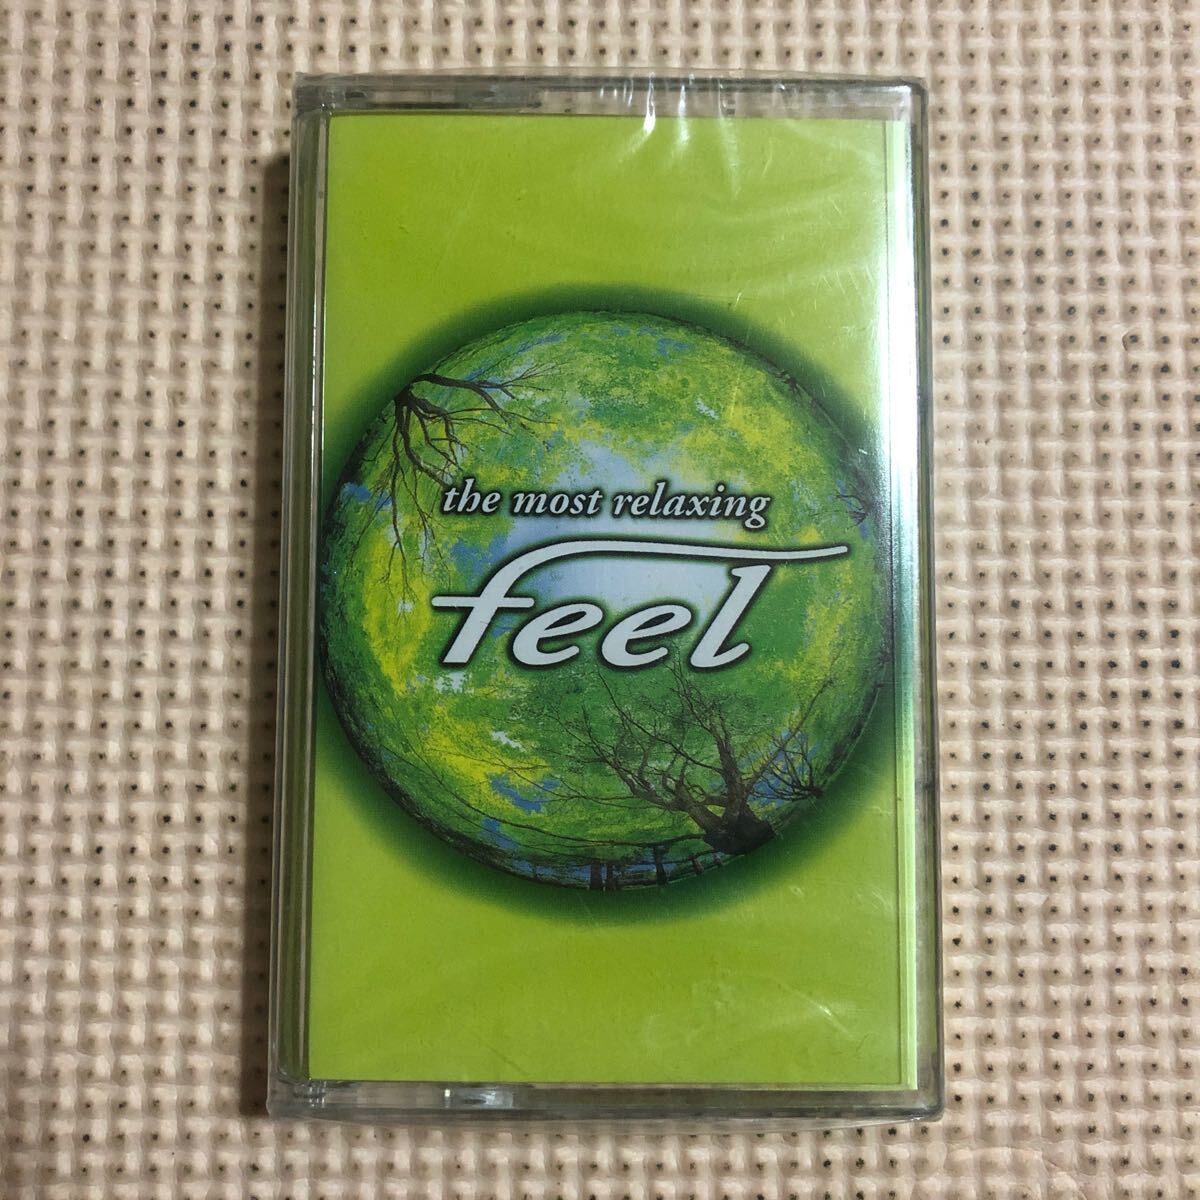 the most relaxing
feel